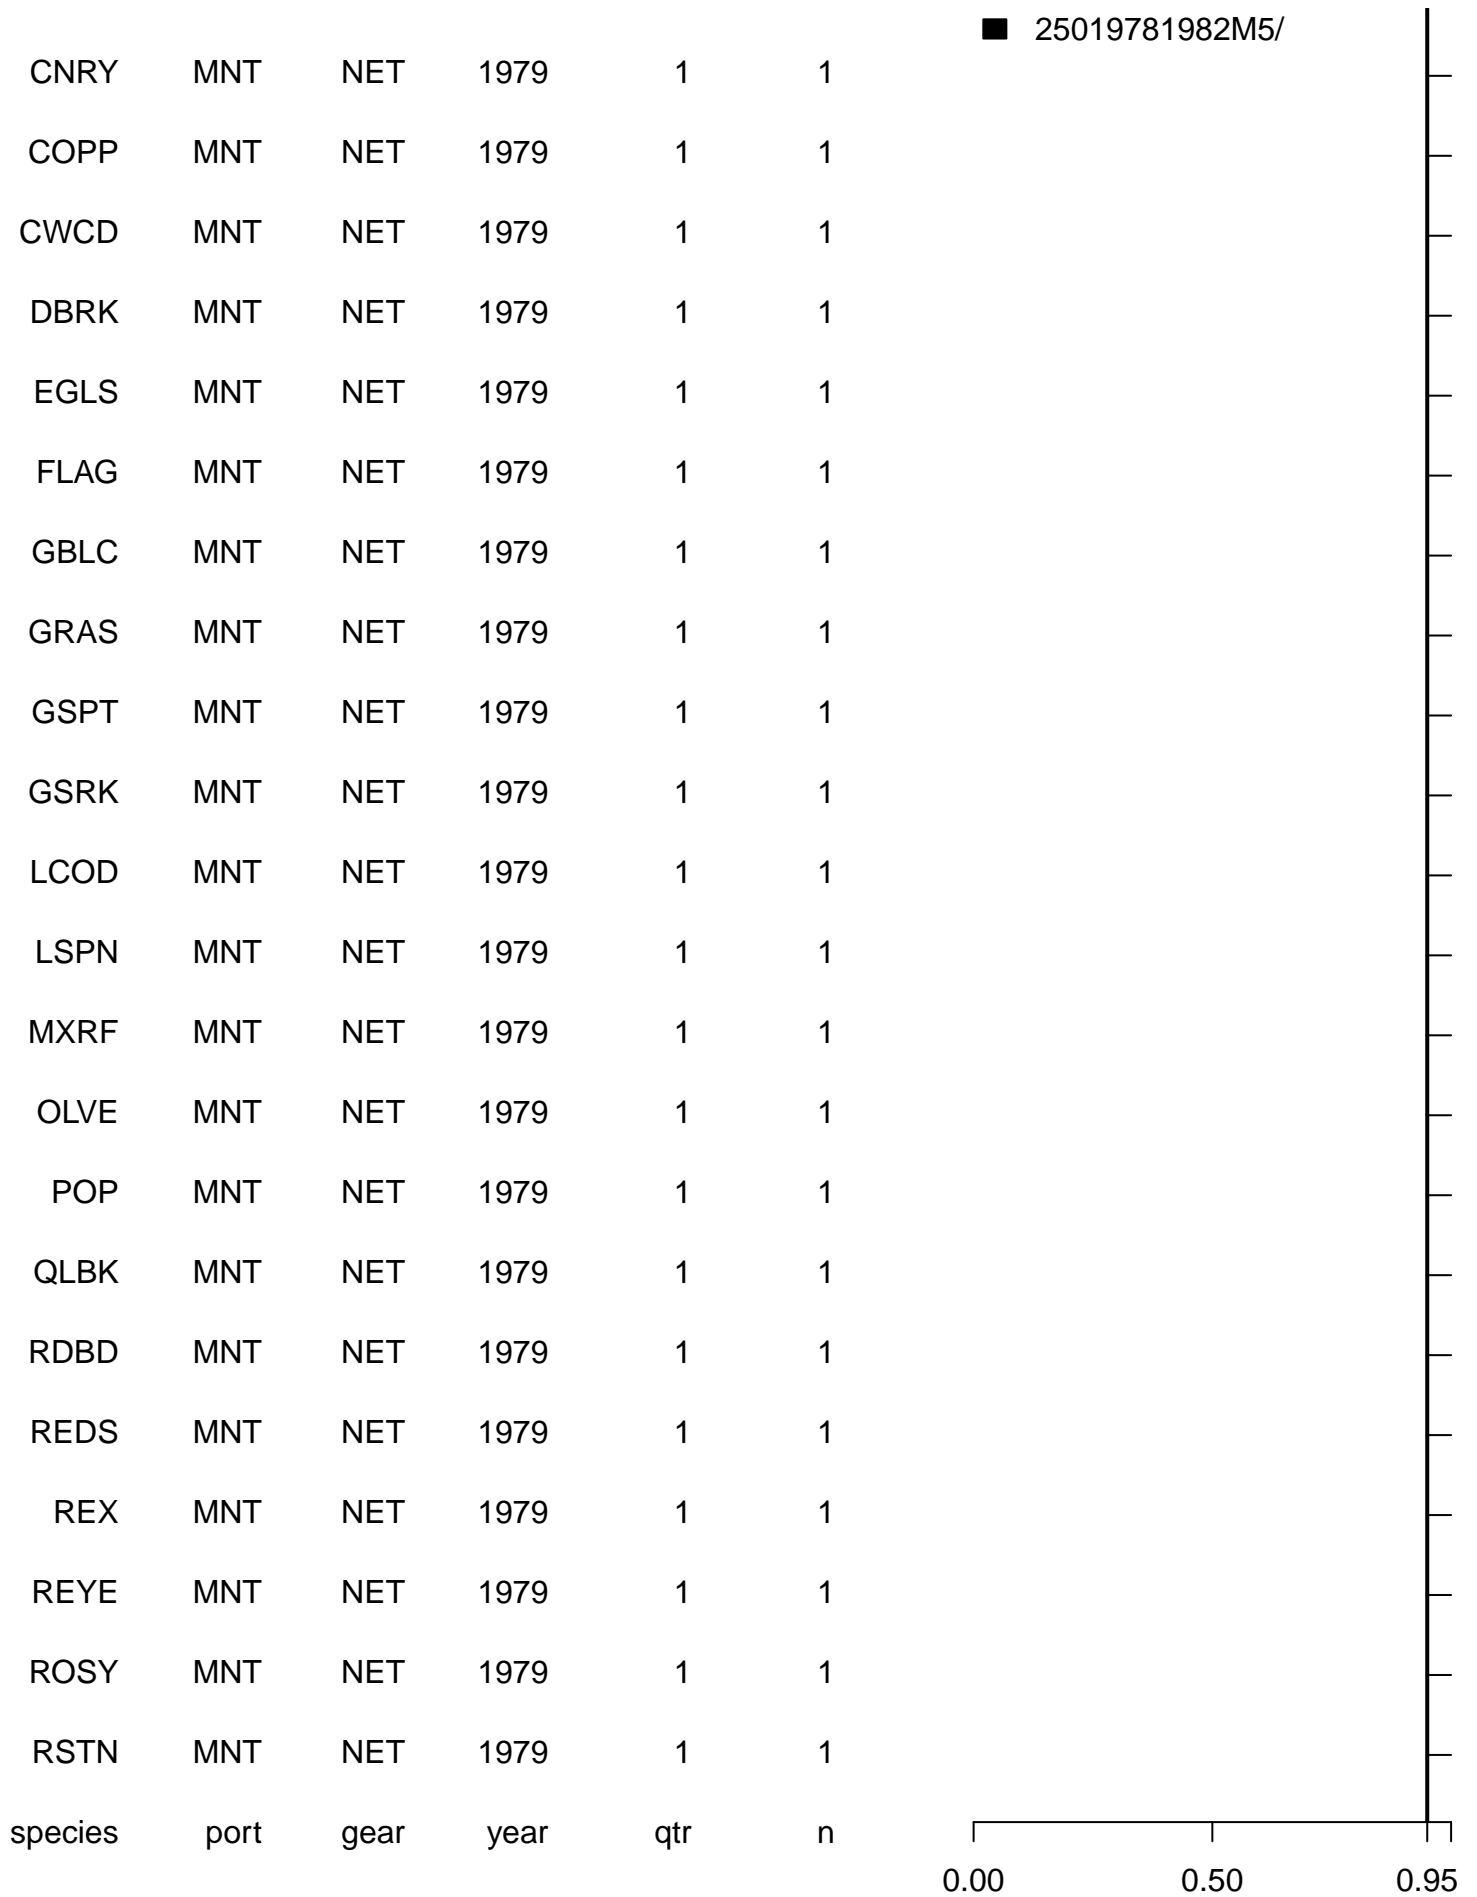 25019781982M5/
CNRY MNT NET 1979 1 1
COPP MNT NET 1979 1 1
CWCD MNT NET 1979 1 1
DBRK MNT NET 1979 1 1
EGLS MNT NET 1979 1 1
FLAG MNT NET 1979 1 1
GBLC MNT NET 1979 1 1
GRAS MNT NET 1979 1 1
GSPT MNT NET 1979 1 1
GSRK MNT NET 1979 1 1
LCOD MNT NET 1979 1 1
LSPN MNT NET 1979 1 1
MXRF MNT NET 1979 1 1
OLVE MNT NET 1979 1 1
POP MNT NET 1979 1 1
QLBK MNT NET 1979 1 1
RDBD MNT NET 1979 1 1
REDS MNT NET 1979 1 1
REX MNT NET 1979 1 1
REYE MNT NET 1979 1 1
ROSY MNT NET 1979 1 1
RSTN MNT NET 1979 1 1
species port gear year qtr n
0.00 0.50 0.95